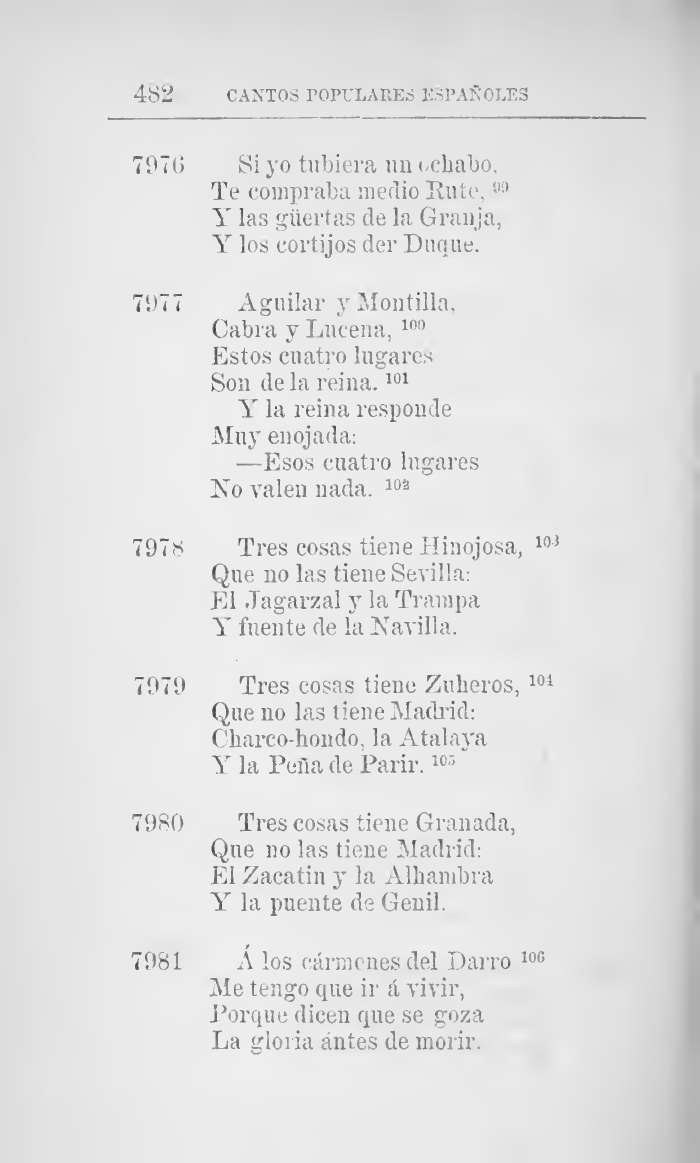 482 CANTOS POPULARES ESPAÑOLES
7976 Si yo tubiera un ochabo,
Te compraba medio Rute, 99
Y las güertas de la Granja,
Y los cortijos der Duque.
7977 Aguilar y Montilla,
Cabra y Lucena, 100
Estos cuatro lugares
Son de la reina. 101
Y la reina responde
Muy enojada:
—Esos cuatro lugares
No valen nada. 102
7978 Tres cosas tiene Hinojosa, 103
Que no las tiene Sevilla:
El Jagarzal y la Trampa
Y fuente de la Navilla.
7979 Tres cosas tiene Zuheros, 104
Que no las tiene Madrid:
Charco-hondo, la Atalaya
Y la Peña de Parir. 105
7980 Tres cosas tiene Granada,
Que no las tiene Madrid:
El Zacatin y la Alhambra
Y la puente de Genil.
7981 Á los cármenes del Darro 106
Me tengo que ir á vivir,
Porque dicen que se goza
La gloria ántes de morir.